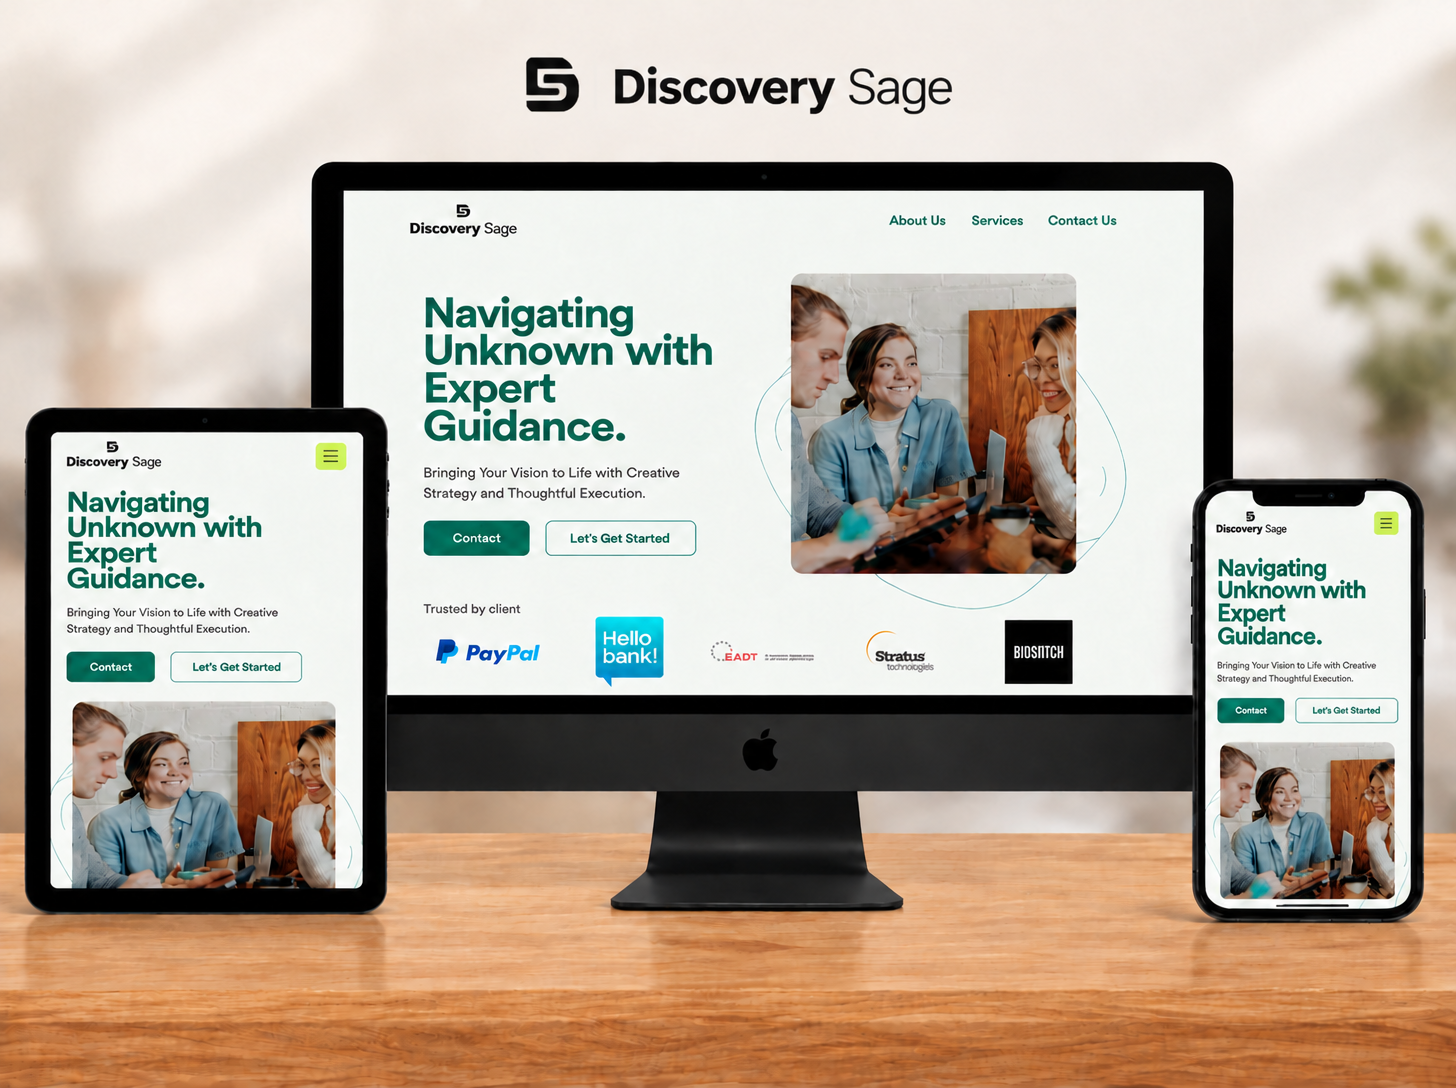 Discovery Sage
Discovery Sage
About Us Services Contact Us
Navigating
Unknown with
Expert
Guidance.
Bringing Your Vision to Life with Creative
Strategy and Thoughtful Execution.
Contact Let's Get Started
Trusted by client
PayPal
Hello
bank!
EADT
Stratus
technologiels
BIOSNTCH
Discovery Sage
Navigating
Unknown with
Expert
Guidance.
Bringing Your Vision to Life with Creative
Strategy and Thoughtful Execution.
Contact Let's Get Started
Discovery Sage
Navigating
Unknown with
Expert
Guidance.
Bringing Your Vision to Life with Creative
Strategy and Thoughtful Execution.
Contact Let's Get Started